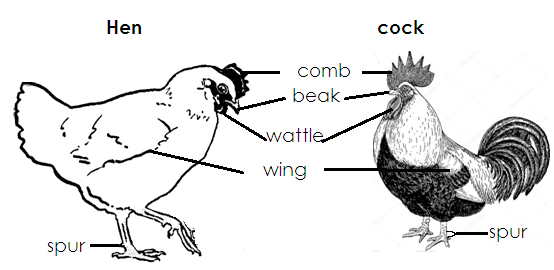 Hen cock
comb
beak
wattle
wing
spur spur